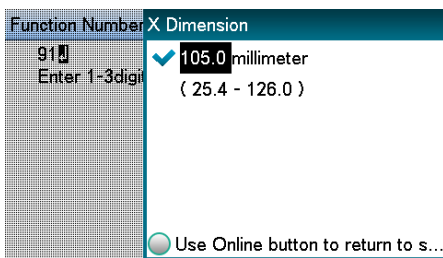 Function Number
91
Enter 1-3digi
X Dimension
105.0 millimeter
( 25.4 - 126.0 )
Use Online button to return to s...